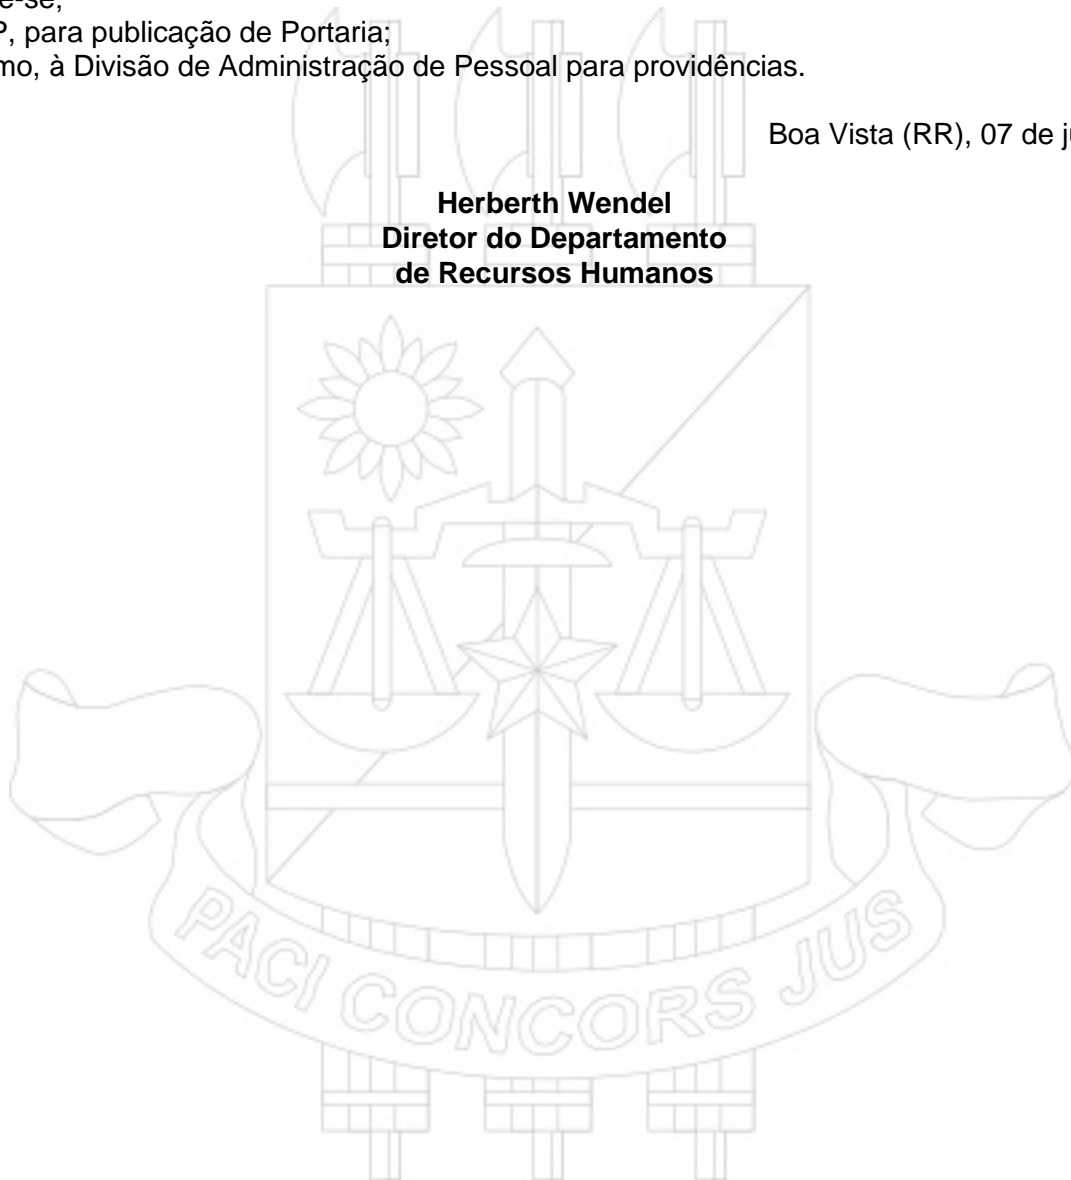 e-se;
P, para publicação de Portaria;
mo, à Divisão de Administração de Pessoal para providências.
Boa Vista (RR), 07 de j
Herberth Wendel
Diretor do Departamento
de Recursos Humanos
PACI CONCORS JUS